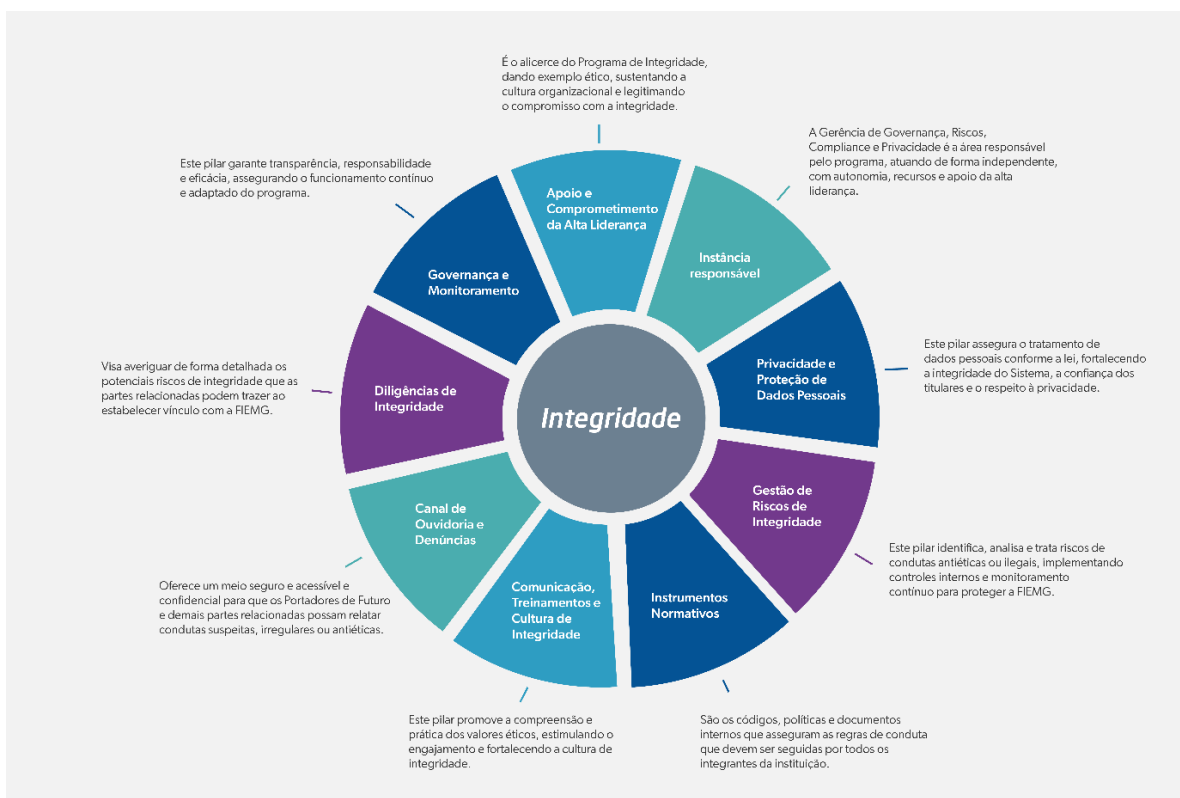 É o alicerce do Programa de Integridade,
dando exemplo ético, sustentando a
cultura organizacional e legitimando
o compromisso com a integridade.
Apoio e
Comprometimento
da Alta Liderança
A Gerência de Governança, Riscos,
Compliance e Privacidade é a área responsável
pelo programa, atuando de forma independente,
com autonomia, recursos e apoio da alta
liderança.
Instância
responsável
Este pilar assegura o tratamento de
dados pessoais conforme a lei, fortalecendo
a integridade do Sistema, a confiança dos
titulares e o respeito à privacidade.
Privacidade e
Proteção de
Dados Pessoais
Gestão de
Riscos de
Integridade
Este pilar identifica, analisa e trata riscos de
condutas antiéticas ou ilegais, implementando
controles internos e monitoramento
contínuo para proteger a FIEMG.
Instrumentos
Normativos
São os códigos, políticas e documentos
internos que asseguram as regras de conduta
que devem ser seguidas por todos os
integrantes da instituição.
Comunicação,
Treinamentos e
Cultura de
Integridade
Este pilar promove a compreensão e
prática dos valores éticos, estimulando o
engajamento e fortalecendo a cultura de
integridade.
Canal de
Ouvidoria e
Denúncias
Oferece um meio seguro e acessível e
confidencial para que os Portadores de Futuro
e demais partes relacionadas possam relatar
condutas suspeitas, irregulares ou antiéticas.
Diligências de
Integridade
Visa averiguar de forma detalhada os
potenciais riscos de integridade que as
partes relacionadas podem trazer ao
estabelecer vínculo com a FIEMG.
Governança e
Monitoramento
Este pilar garante transparência, responsabilidade
e eficácia, assegurando o funcionamento contínuo
e adaptado do programa.
Integridade